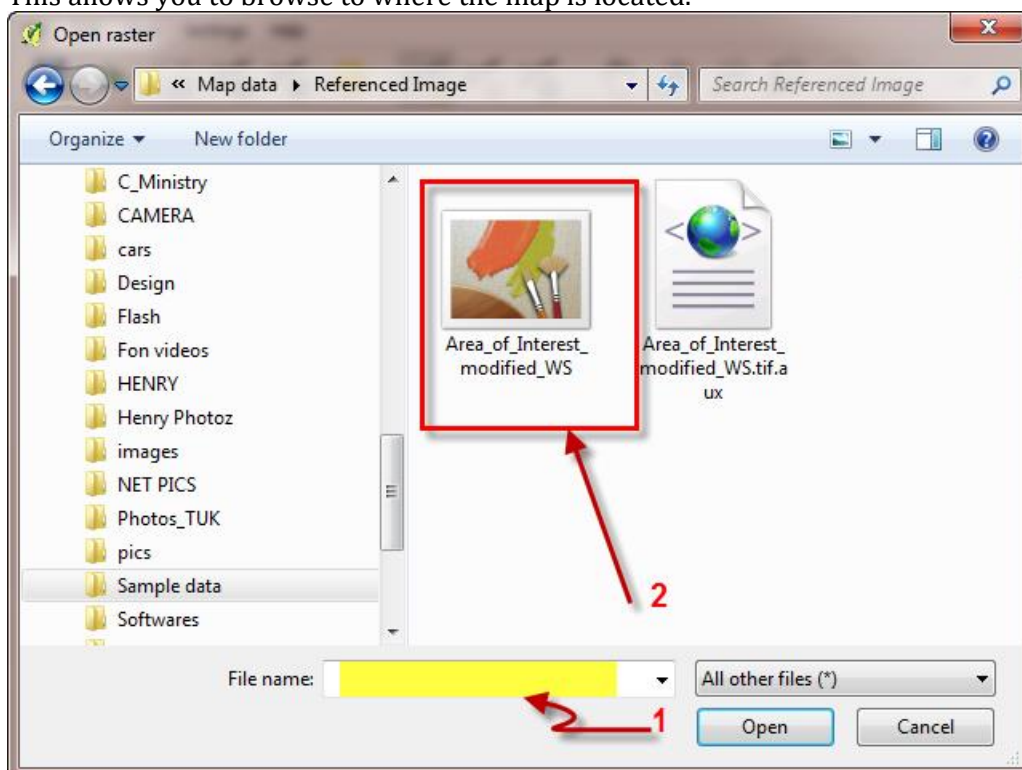 This allows you to browse to where the map is located.
Open raster
« Map data ▸ Referenced Image
Search Referenced Image
Organize
New folder
C_Ministry
CAMERA
cars
Design
Flash
Fon videos
HENRY
Henry Photoz
images
NET PICS
Photos_TUK
pics
Sample data
Softwares
Area_of_Interest_
modified_WS
Area_of_Interest_
modified_WS.tif.a
ux
2
File name:
All other files (*)
1
Open
Cancel